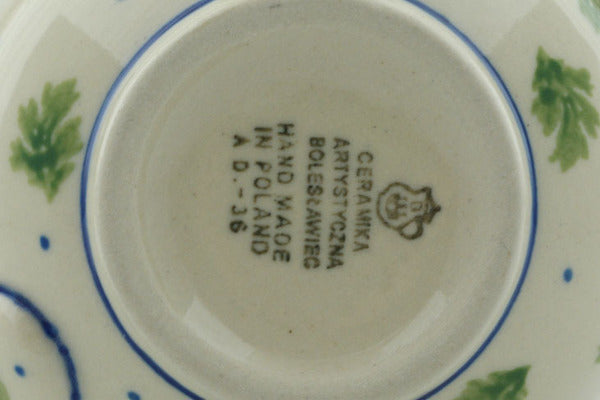 CERAMIKA
ARTYSTYCZNA
BOLESŁAWIEC
HAND MADE
IN POLAND
A D.-36